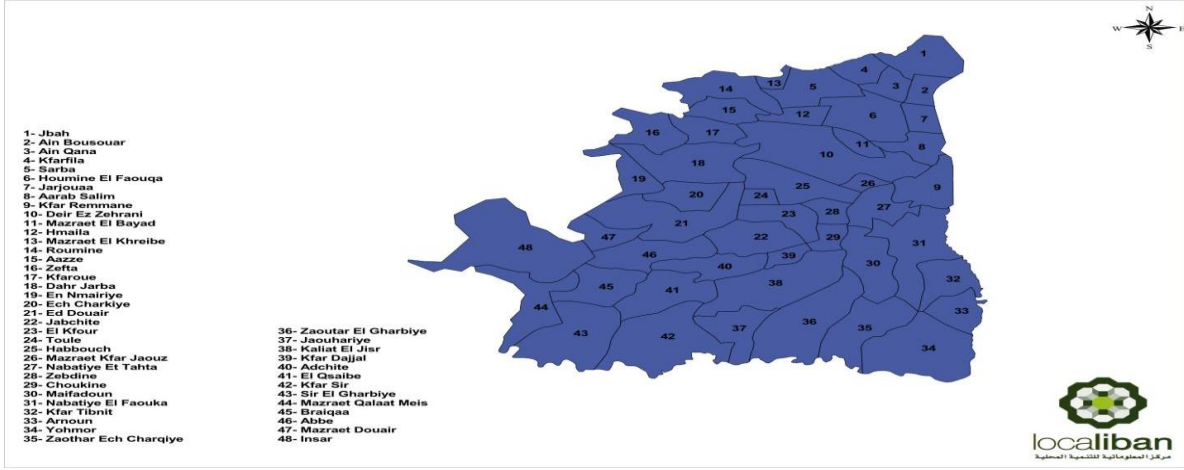 N
W E
S
1
4
13
3
14
5
2
15
12
6
7
16
17
11
8
10
18
19
25
26
9
20
24
27
23
28
21
22
29
31
47
48
46
39
30
40
32
45
41
38
44
33
43
42
37
36
35
34
1- Jbah
2- Ain Bousouar
3- Ain Qana
4- Kfarfila
5- Sarba
6- Houmine El Faouqa
7- Jarjouaa
8- Aarab Salim
9- Kfar Remmane
10- Deir Ez Zehrani
11- Mazraet El Bayad
12- Hmaila
13- Mazraet El Khreibe
14- Roumine
15- Aazze
16- Zefta
17- Kfaroue
18- Dahr Jarba
19- En Nmairiye
20- Ech Charkiye
21- Ed Douair
22- Jabchite
23- El Kfour
24- Toule
25- Habbouch
26- Mazraet Kfar Jaouz
27- Nabatiye Et Tahta
28- Zebdine
29- Choukine
30- Maifadoun
31- Nabatiye El Faouka
32- Kfar Tibnit
33- Arnoun
34- Yohmor
35- Zaothar Ech Charqiye
36- Zaoutar El Gharbiye
37- Jaouhariye
38- Kaliat El Jisr
39- Kfar Dajjal
40- Adchite
41- El Qsaibe
42- Kfar Sir
43- Sir El Gharbiye
44- Mazraet Qalaat Meis
45- Braiqaa
46- Abbe
47- Mazraet Douair
48- Insar
localiban
مركز المعلوماتية للتنمية المحلية